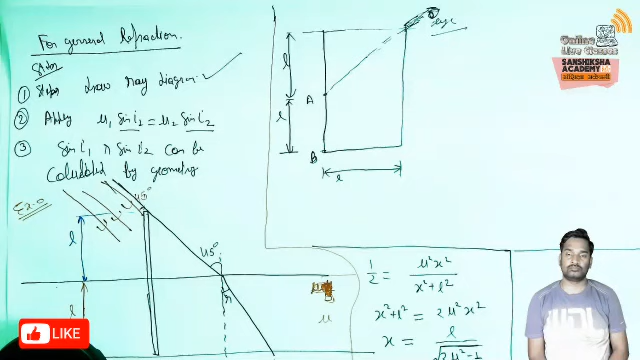 For general Refraction.
Steps
① Steps draw ray diagram
② Apply μ₁ Sin i₁ = μ₂ Sin i₂
③ Sin i₁ n Sin i₂ can be
Calculated by geometry
45°
l
45°
r
l
μ
eye
l
A
l
B
l
1/2 = μ²x²/x²+l²
x²+l² = 2μ²x²
x = l/√2μ²-1
Online
Live Classes
SANSHIKSHA
ACADEMY
LIKE